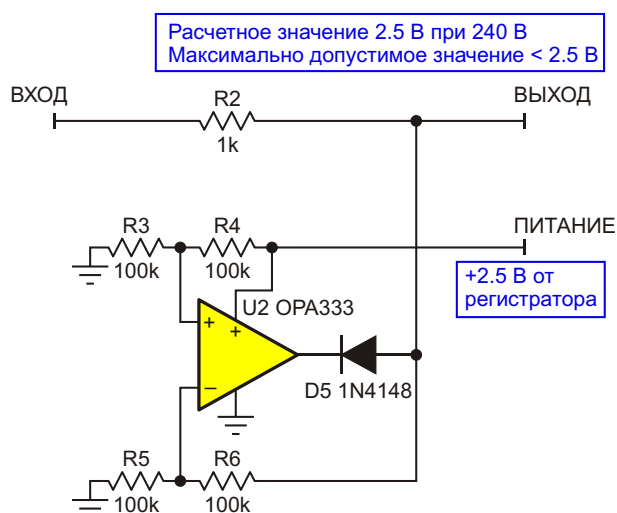 Расчетное значение 2.5 В при 240 В
Максимально допустимое значение < 2.5 В
ВХОД
R2
ВЫХОД
1k
R3
R4
ПИТАНИЕ
100k
100k
+2.5 В от
регистратора
U2 OPA333
+
+
−
D5 1N4148
R5
R6
100k
100k